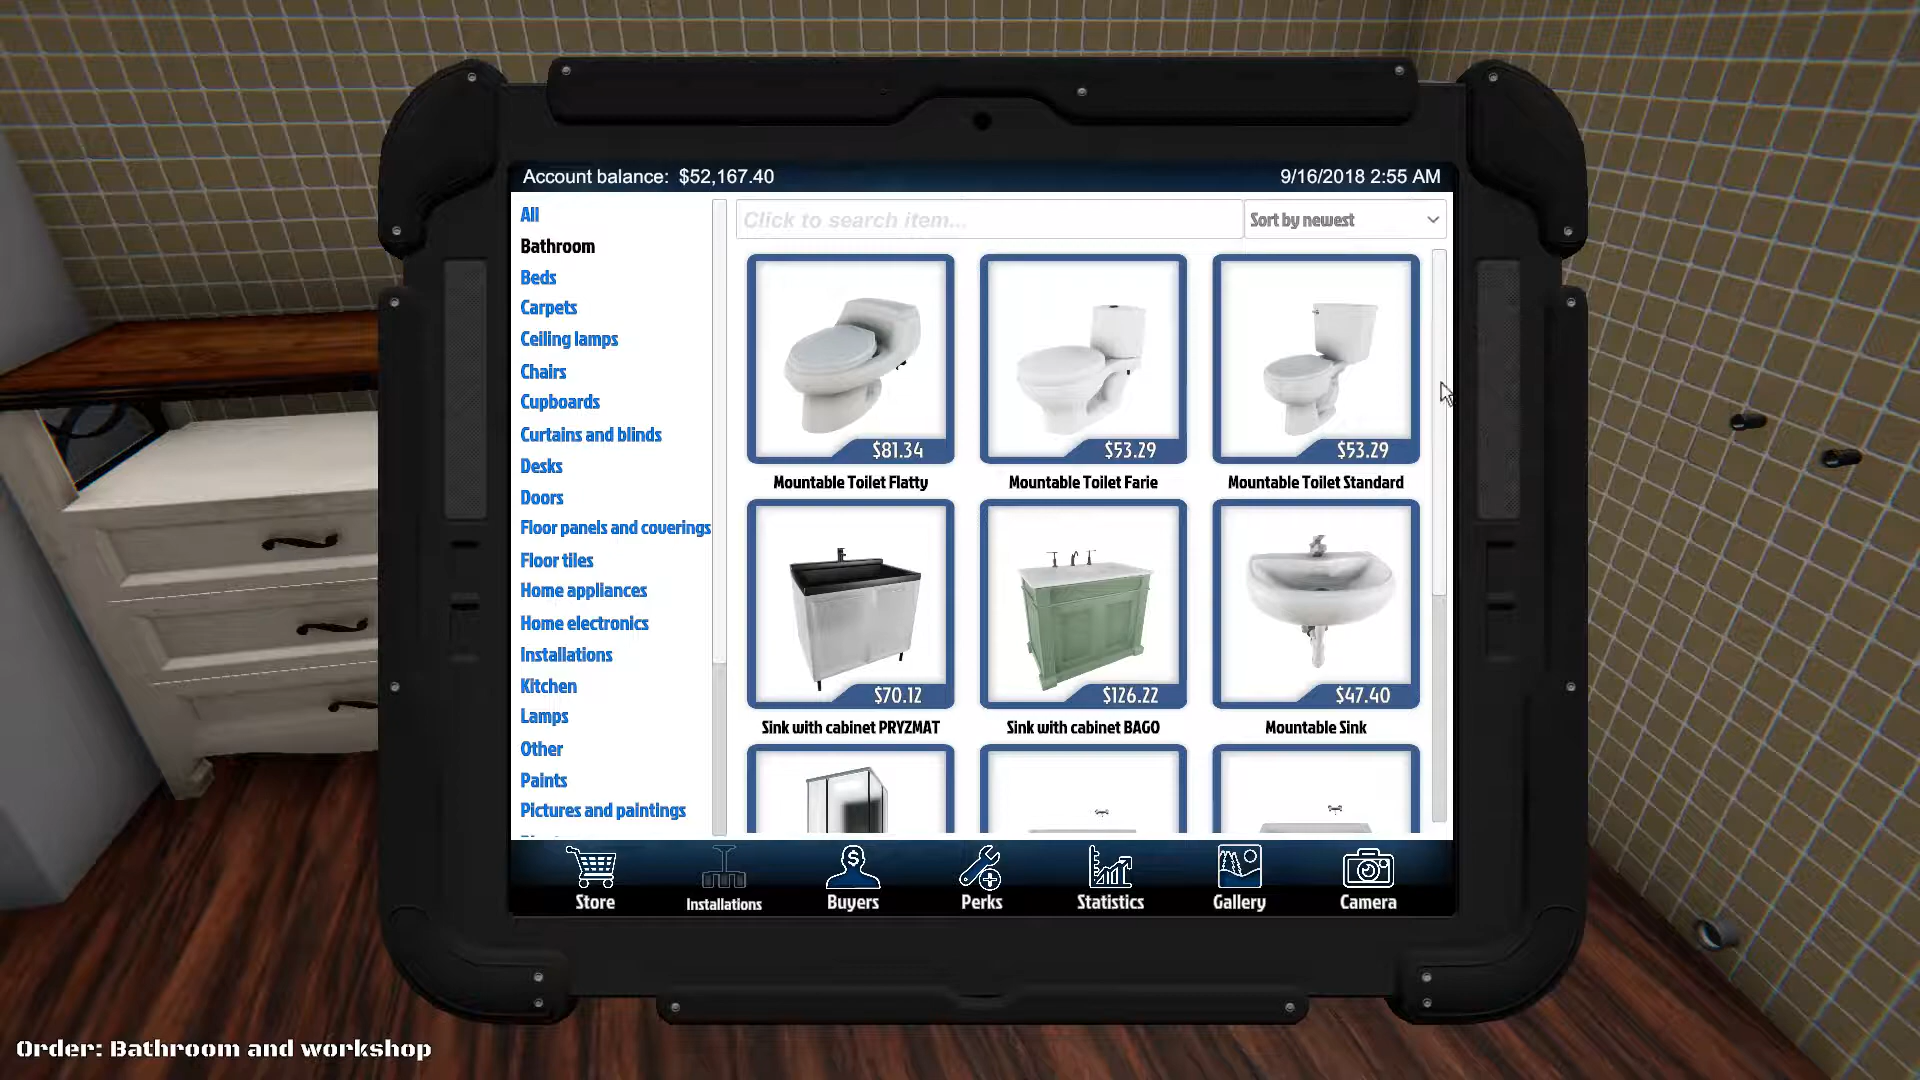 Account balance: $52,167.40
9/16/2018 2:55 AM
All
Bathroom
Beds
Carpets
Ceiling lamps
Chairs
Cupboards
Curtains and blinds
Desks
Doors
Floor panels and coverings
Floor tiles
Home appliances
Home electronics
Installations
Kitchen
Lamps
Other
Paints
Pictures and paintings
Click to search item...
Sort by newest
$81.34
$53.29
$53.29
Mountable Toilet Flatty
Mountable Toilet Farie
Mountable Toilet Standard
$70.12
$126.22
$47.40
Sink with cabinet PRYZMAT
Sink with cabinet BAGO
Mountable Sink
Store
Installations
Buyers
Perks
Statistics
Gallery
Camera
Order: Bathroom and workshop